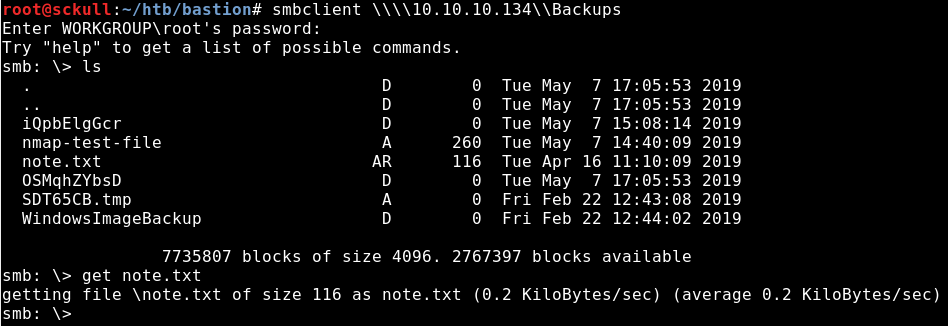 root@sckull:~/htb/bastion# smbclient \\\\10.10.10.134\\Backups
Enter WORKGROUP\root's password:
Try "help" to get a list of possible commands.
smb: \> ls
  .                                   D        0  Tue May  7 17:05:53 2019
  ..                                  D        0  Tue May  7 17:05:53 2019
  iQpbElgGcr                          D        0  Tue May  7 15:08:14 2019
  nmap-test-file                      A      260  Tue May  7 14:40:09 2019
  note.txt                           AR      116  Tue Apr 16 11:10:09 2019
  OSMqhZYbsD                          D        0  Tue May  7 17:05:53 2019
  SDT65CB.tmp                         A        0  Fri Feb 22 12:43:08 2019
  WindowsImageBackup                  D        0  Fri Feb 22 12:44:02 2019
                7735807 blocks of size 4096. 2767397 blocks available
smb: \> get note.txt
getting file \note.txt of size 116 as note.txt (0.2 KiloBytes/sec) (average 0.2 KiloBytes/sec)
smb: \>